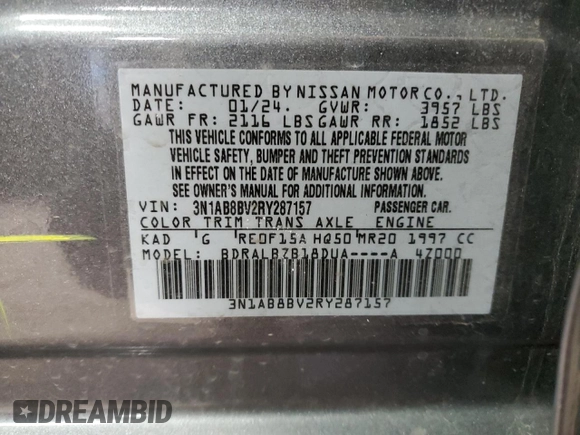 MANUFACTURED BY NISSAN MOTOR CO., LTD.
DATE: 01/24. GVWR: 3957 LBS
GAWR FR: 2116 LBS GAWR RR: 1852 LBS
THIS VEHICLE CONFORMS TO ALL APPLICABLE FEDERAL MOTOR
VEHICLE SAFETY, BUMPER AND THEFT PREVENTION STANDARDS
IN EFFECT ON THE DATE OF MANUFACTURE SHOWN ABOVE.
SEE OWNER'S MANUAL FOR ADDITIONAL INFORMATION.
VIN: 3N1AB8BV2RY287157 PASSENGER CAR.
COLOR TRIM TRANS AXLE ENGINE
KAD G RE0F15A HQ50 MR20 1997 CC
MODEL: BDRALBZB18DUA----A 4Z000
3N1AB8BV2RY287157
DREAMBID